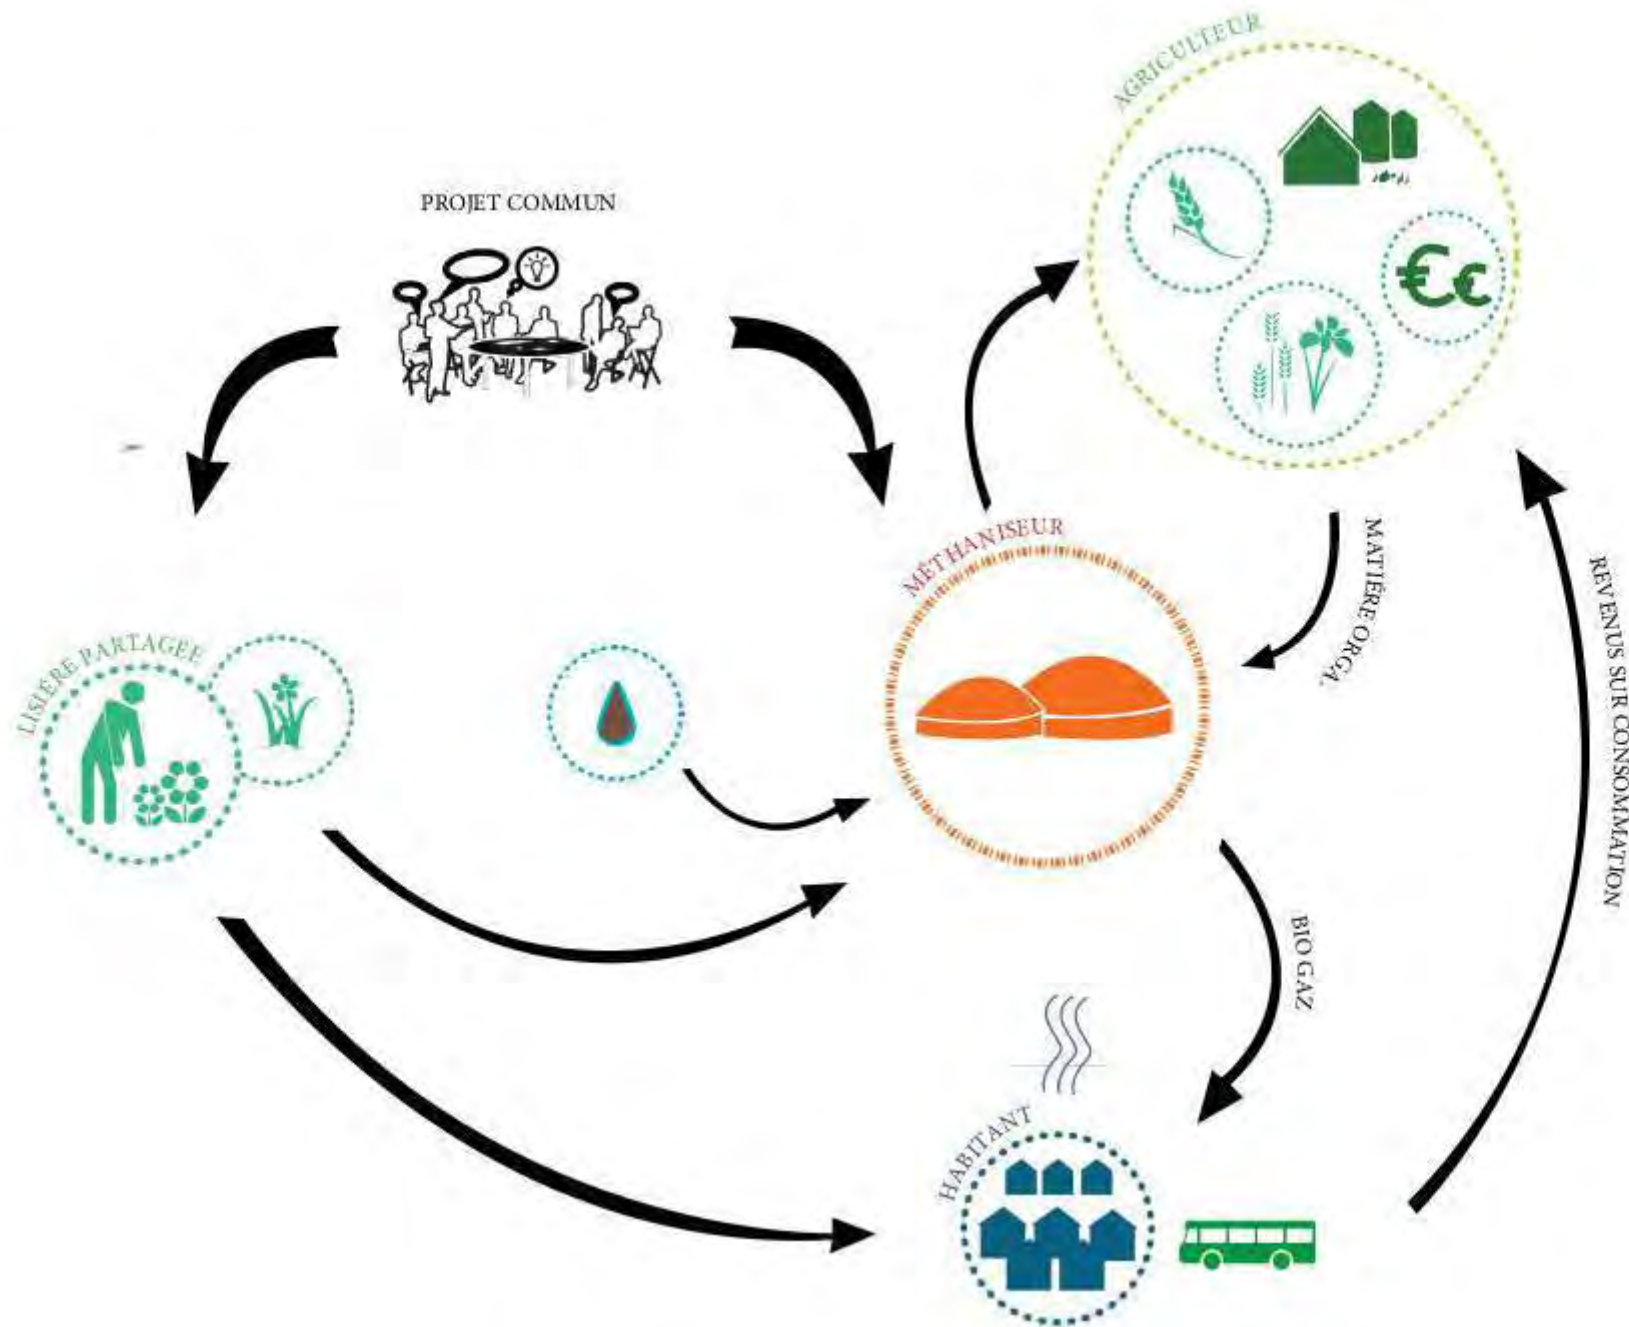 AGRICULTEUR
PROJET COMMUN
MÉTHANISEUR
MATIÈRE ORGA.
REVENUS SUR CONSOMMATION
LISIÈRE PARTAGÉE
BIO GAZ
HABITANT